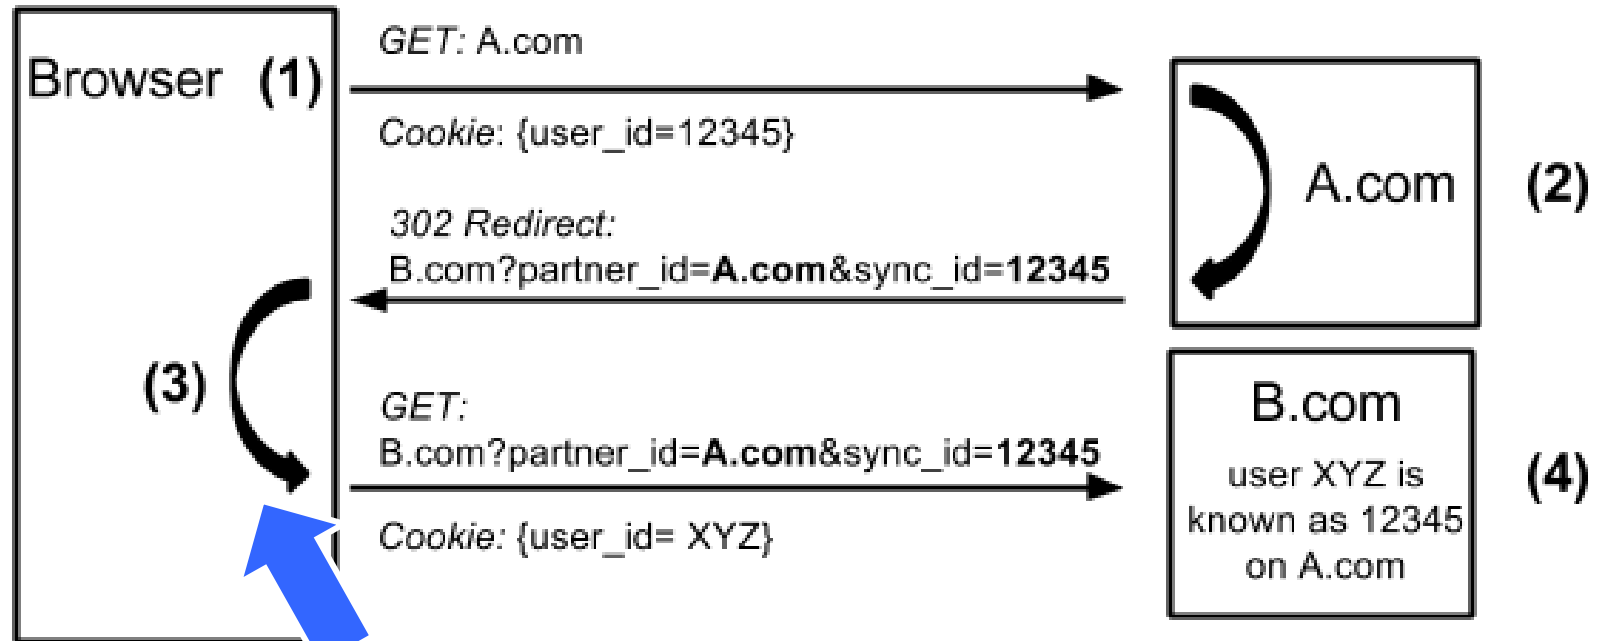 Browser (1)
GET: A.com
Cookie: {user_id=12345}
A.com
(2)
302 Redirect:
B.com?partner_id=A.com&sync_id=12345
(3)
GET:
B.com?partner_id=A.com&sync_id=12345
Cookie: {user_id= XYZ}
B.com
user XYZ is
known as 12345
on A.com
(4)